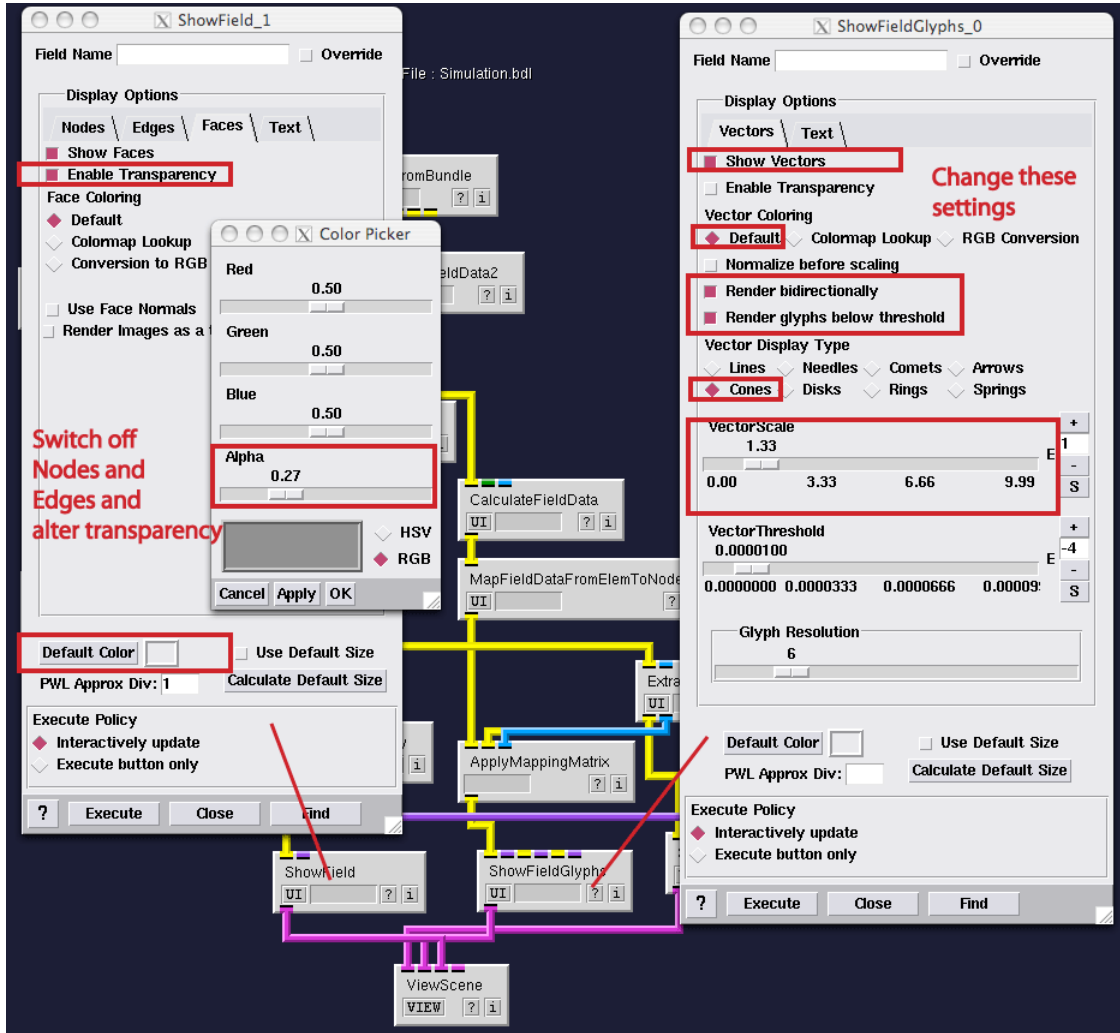 ShowField_1
Field Name
Override
Display Options
Nodes Edges Faces Text
Show Faces
Enable Transparency
Face Coloring
Default
Colormap Lookup
Conversion to RGB
Use Face Normals
Render Images as a
Switch off
Nodes and
Edges and
alter transparency
Default Color
Use Default Size
PWL Approx Div: 1
Calculate Default Size
Execute Policy
Interactively update
Execute button only
? Execute Close Find
Color Picker
Red
0.50
Green
0.50
Blue
0.50
Alpha
0.27
HSV
RGB
Cancel Apply OK
File : Simulation.bdl
romBundle
? i
eldData2
? i
CalculateFieldData
UI ? i
MapFieldDataFromElemToNode
UI ?
Extra
UI
i
ApplyMappingMatrix
? i
ShowField
UI ? i
ShowFieldGlyphs
UI ? i
ViewScene
VIEW ? i
ShowFieldGlyphs_0
Field Name
Override
Display Options
Vectors Text
Show Vectors
Enable Transparency
Change these
settings
Vector Coloring
Default Colormap Lookup RGB Conversion
Normalize before scaling
Render bidirectionally
Render glyphs below threshold
Vector Display Type
Lines Needles Comets Arrows
Cones Disks Rings Springs
VectorScale
1.33
0.00 3.33 6.66 9.99
+
E 1
-
S
VectorThreshold
0.0000100
0.0000000 0.0000333 0.0000666 0.00009
+
E -4
-
S
Glyph Resolution
6
Default Color
Use Default Size
PWL Approx Div:
Calculate Default Size
Execute Policy
Interactively update
Execute button only
? Execute Close Find